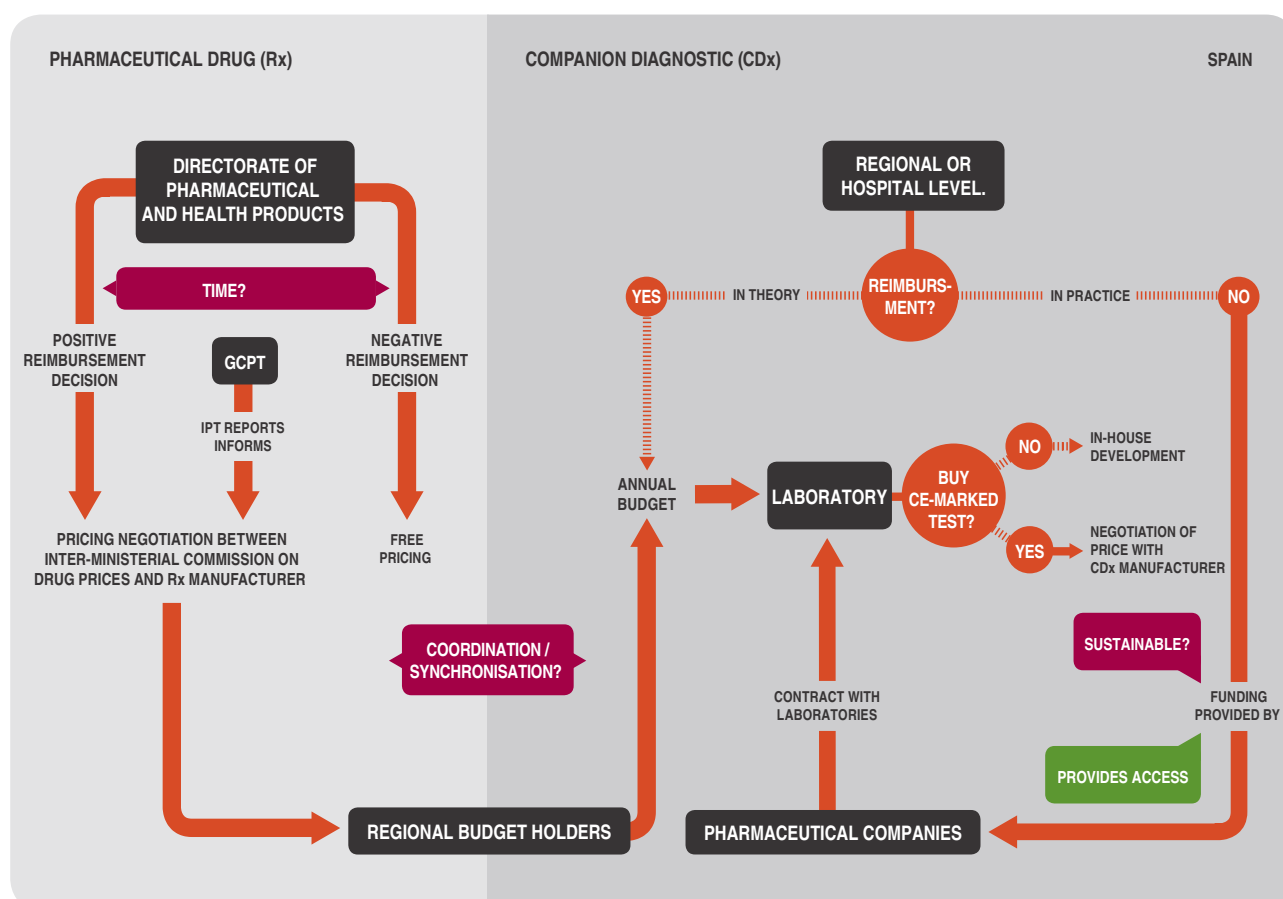 PHARMACEUTICAL DRUG (Rx)
COMPANION DIAGNOSTIC (CDx)
SPAIN
DIRECTORATE OF
PHARMACEUTICAL
AND HEALTH PRODUCTS
TIME?
POSITIVE
REIMBURSEMENT
DECISION
GCPT
NEGATIVE
REIMBURSEMENT
DECISION
IPT REPORTS
INFORMS
PRICING NEGOTIATION BETWEEN
INTER-MINISTERIAL COMMISSION ON
DRUG PRICES AND Rx MANUFACTURER
FREE
PRICING
COORDINATION /
SYNCHRONISATION?
REGIONAL BUDGET HOLDERS
REGIONAL OR
HOSPITAL LEVEL.
YES
IN THEORY
REIMBURS-
MENT?
IN PRACTICE
NO
ANNUAL
BUDGET
LABORATORY
BUY
CE-MARKED
TEST?
NO
IN-HOUSE
DEVELOPMENT
YES
NEGOTIATION OF
PRICE WITH
CDx MANUFACTURER
SUSTAINABLE?
CONTRACT WITH
LABORATORIES
FUNDING
PROVIDED BY
PROVIDES ACCESS
PHARMACEUTICAL COMPANIES